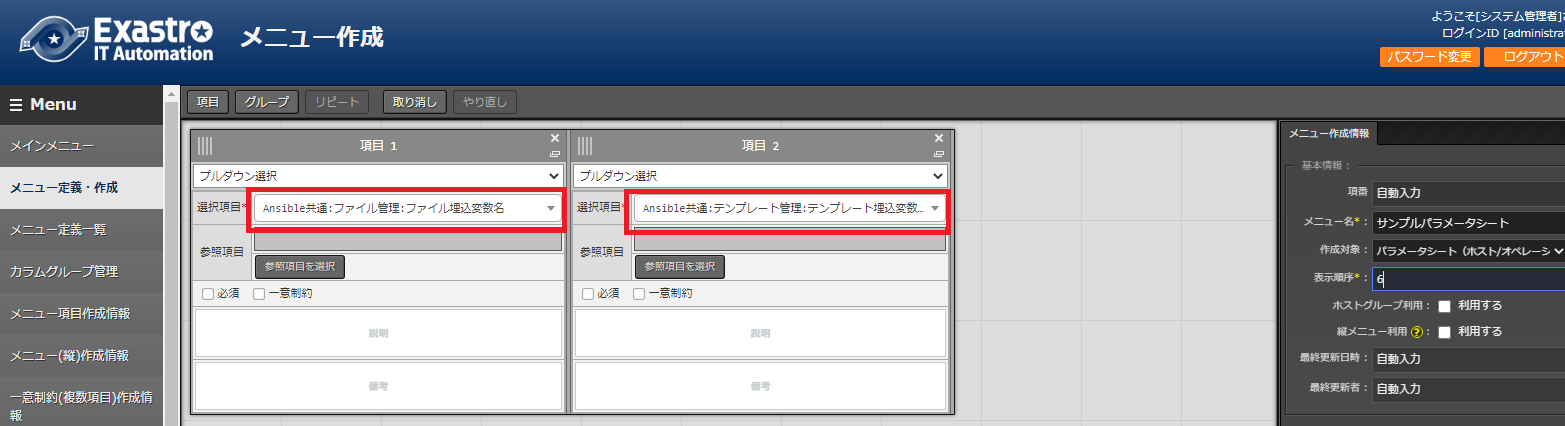 Exastro
IT Automation
メニュー作成
ようこそ[システム管理者]
ログインID [administra
パスワード変更
ログアウト
Menu
メインメニュー
メニュー定義・作成
メニュー定義一覧
カラムグループ管理
メニュー項目作成情報
メニュー(縦)作成情報
一意制約(複数項目)作成情
報
項目
グループ
リピート
取り消し
やり直し
項目 1
プルダウン選択
選択項目*
Ansible共通:ファイル管理:ファイル埋込変数名
参照項目
参照項目を選択
必須
一意制約
説明
備考
項目 2
プルダウン選択
選択項目*
Ansible共通:テンプレート管理:テンプレート埋込変数...
参照項目
参照項目を選択
必須
一意制約
説明
備考
メニュー作成情報
基本情報：
項番
自動入力
メニュー名*：
サンプルパラメータシート
作成対象：
パラメータシート（ホスト/オペレーシ
表示順序*：
6
ホストグループ利用：
利用する
縦メニュー利用?：
利用する
最終更新日時：
自動入力
最終更新者：
自動入力